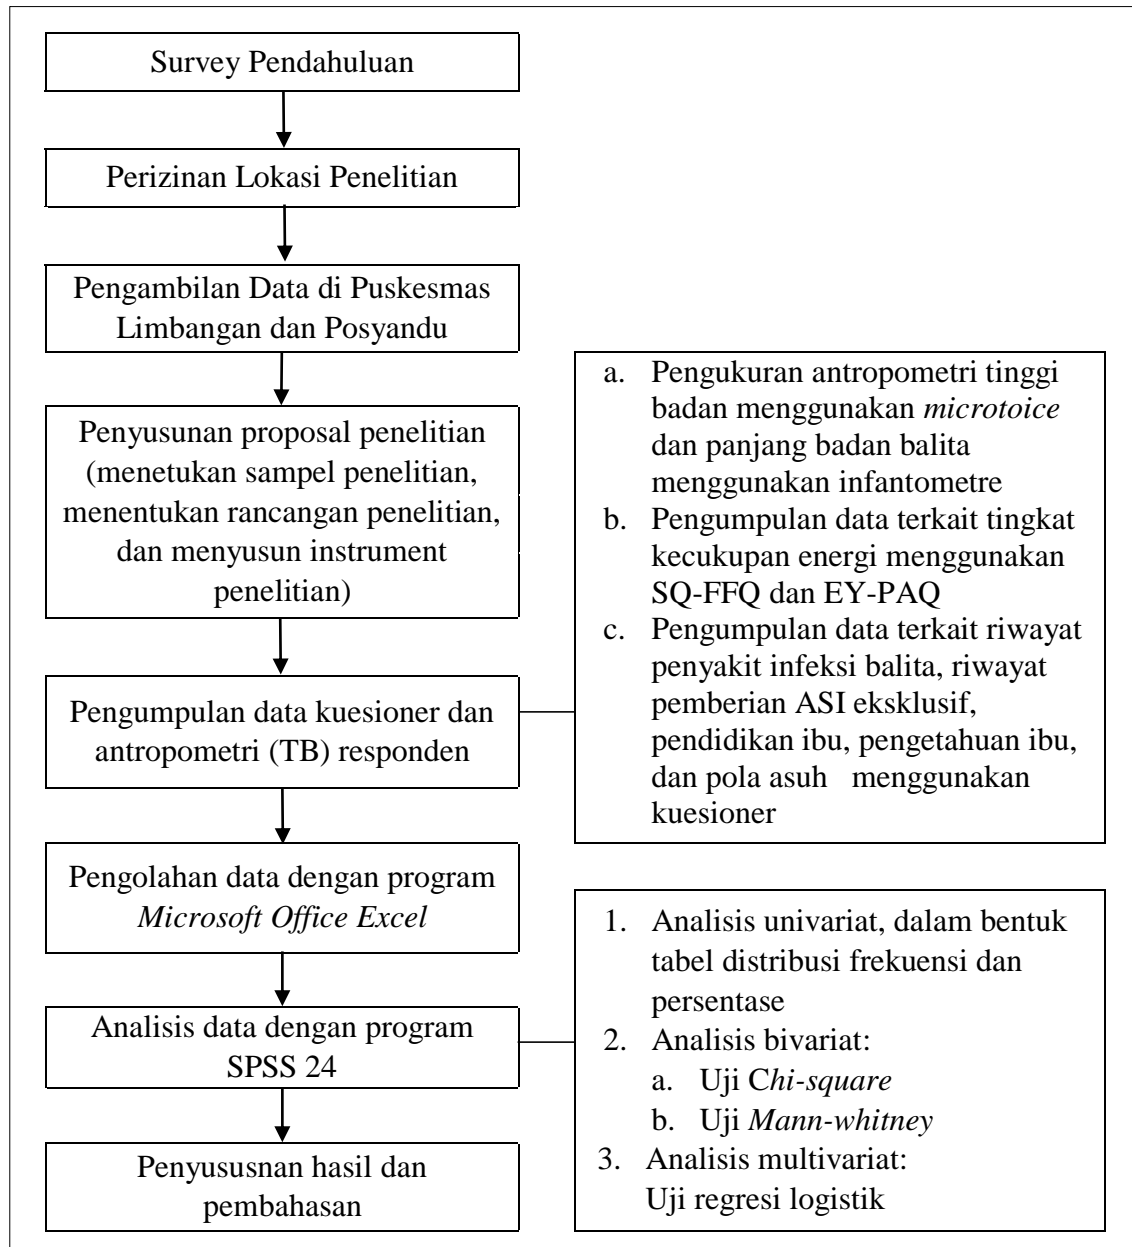 Survey Pendahuluan
Perizinan Lokasi Penelitian
Pengambilan Data di Puskesmas
Limbangan dan Posyandu
Penyusunan proposal penelitian
(menetukan sampel penelitian,
menentukan rancangan penelitian,
dan menyusun instrument
penelitian)
Pengumpulan data kuesioner dan
antropometri (TB) responden
a. Pengukuran antropometri tinggi
badan menggunakan microtoice
dan panjang badan balita
menggunakan infantometre
b. Pengumpulan data terkait tingkat
kecukupan energi menggunakan
SQ-FFQ dan EY-PAQ
c. Pengumpulan data terkait riwayat
penyakit infeksi balita, riwayat
pemberian ASI eksklusif,
pendidikan ibu, pengetahuan ibu,
dan pola asuh menggunakan
kuesioner
Pengolahan data dengan program
Microsoft Office Excel
Analisis data dengan program
SPSS 24
1. Analisis univariat, dalam bentuk
tabel distribusi frekuensi dan
persentase
2. Analisis bivariat:
a. Uji Chi-square
b. Uji Mann-whitney
3. Analisis multivariat:
Uji regresi logistik
Penyususnan hasil dan
pembahasan